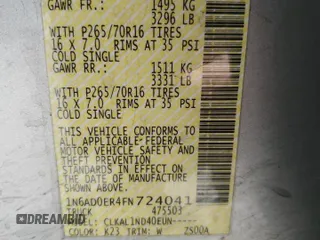 GAWR FR.: 1495 KG
3296 LB
WITH P265/70R16 TIRES
16 X 7.0 RIMS AT 35 PSI
COLD SINGLE
GAWR RR.: 1511 KG
3331 LB
WITH P265/70R16 TIRES
16 X 7.0 RIMS AT 35 PSI
COLD SINGLE
THIS VEHICLE CONFORMS TO
ALL APPLICABLE FEDERAL
MOTOR VEHICLE SAFETY AND
THEFT PREVENTION
STANDARDS IN EFFECT ON
THE DATE OF MANUFACTURE
SHOWN ABOVE.
1N6AD0ER4FN724041
TRUCK 475503
CLKAL1ND4OEUN-----
COLOR: K23 TRIM: W 2S00A
DREAMBID